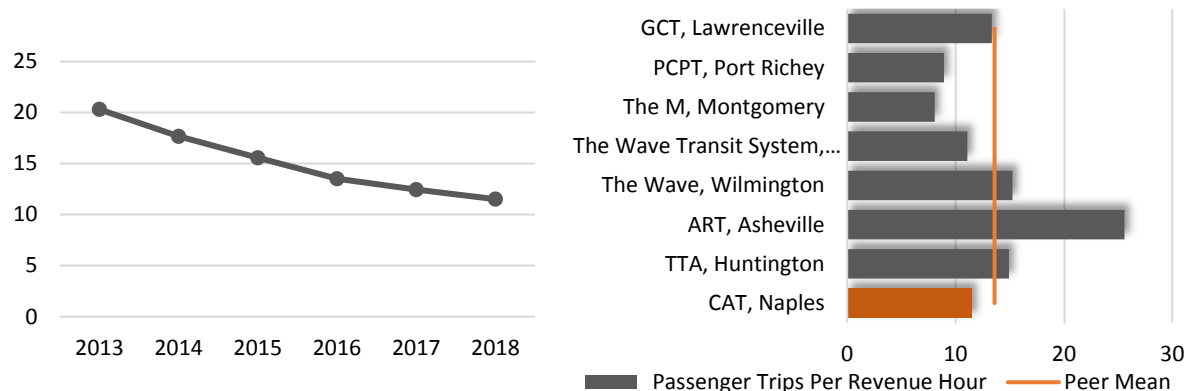 25
20
15
10
5
0
2013 2014 2015 2016 2017 2018
GCT, Lawrenceville
PCPT, Port Richey
The M, Montgomery
The Wave Transit System,...
The Wave, Wilmington
ART, Asheville
TTA, Huntington
CAT, Naples
0 10 20 30
Passenger Trips Per Revenue Hour Peer Mean